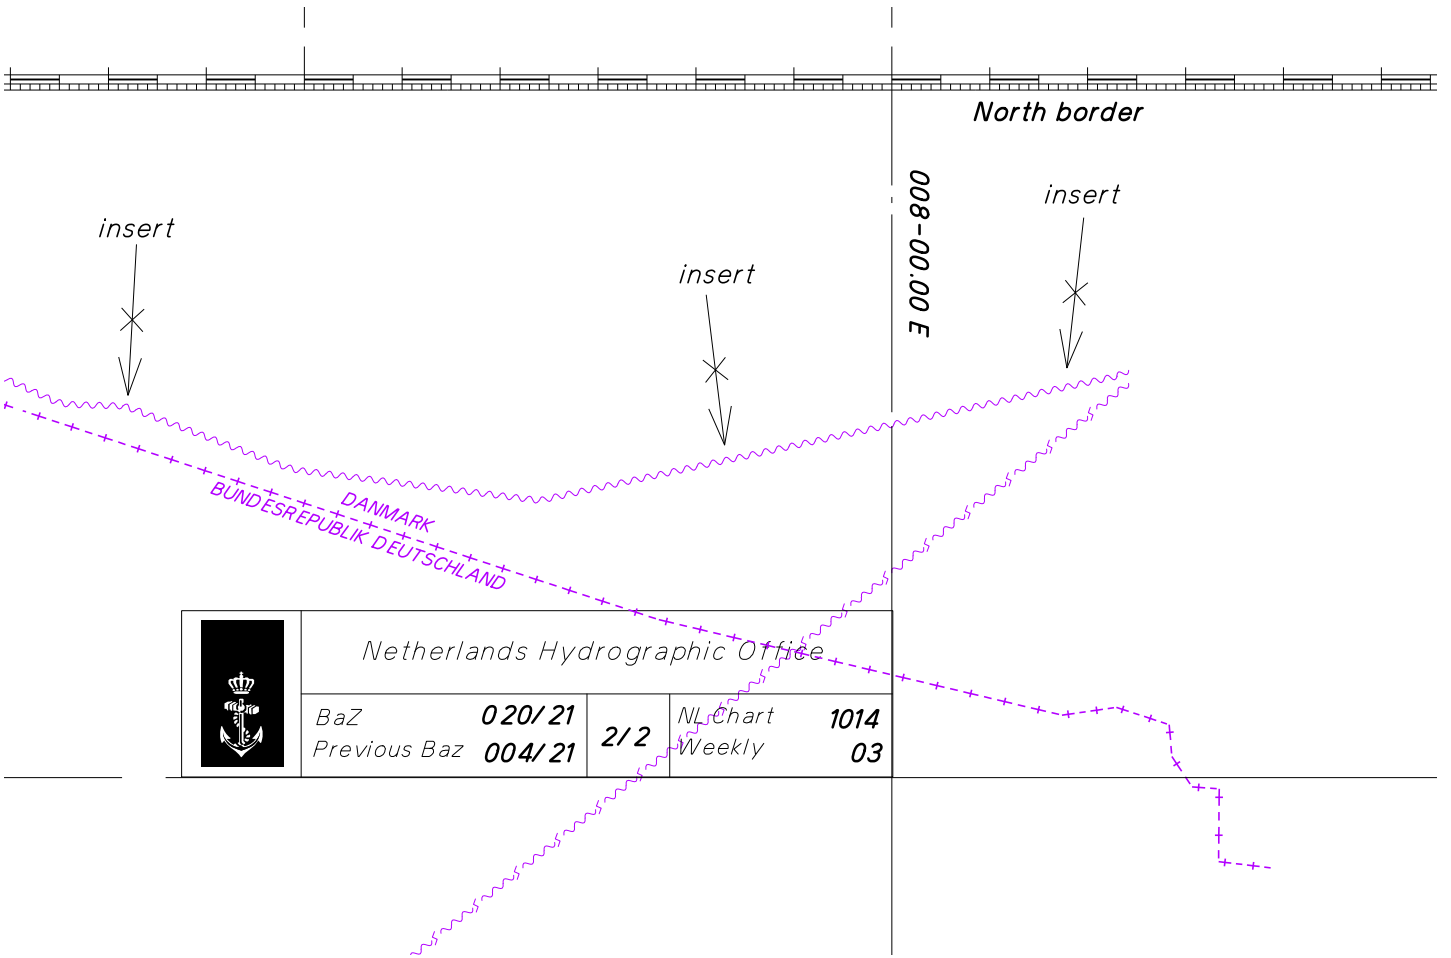 North border
008-00.00 E
insert
insert
insert
DANMARK
BUNDESREPUBLIK DEUTSCHLAND
Netherlands Hydrographic Office
BaZ 020/21
Previous Baz 004/21
2/2
NL Chart 1014
Weekly 03